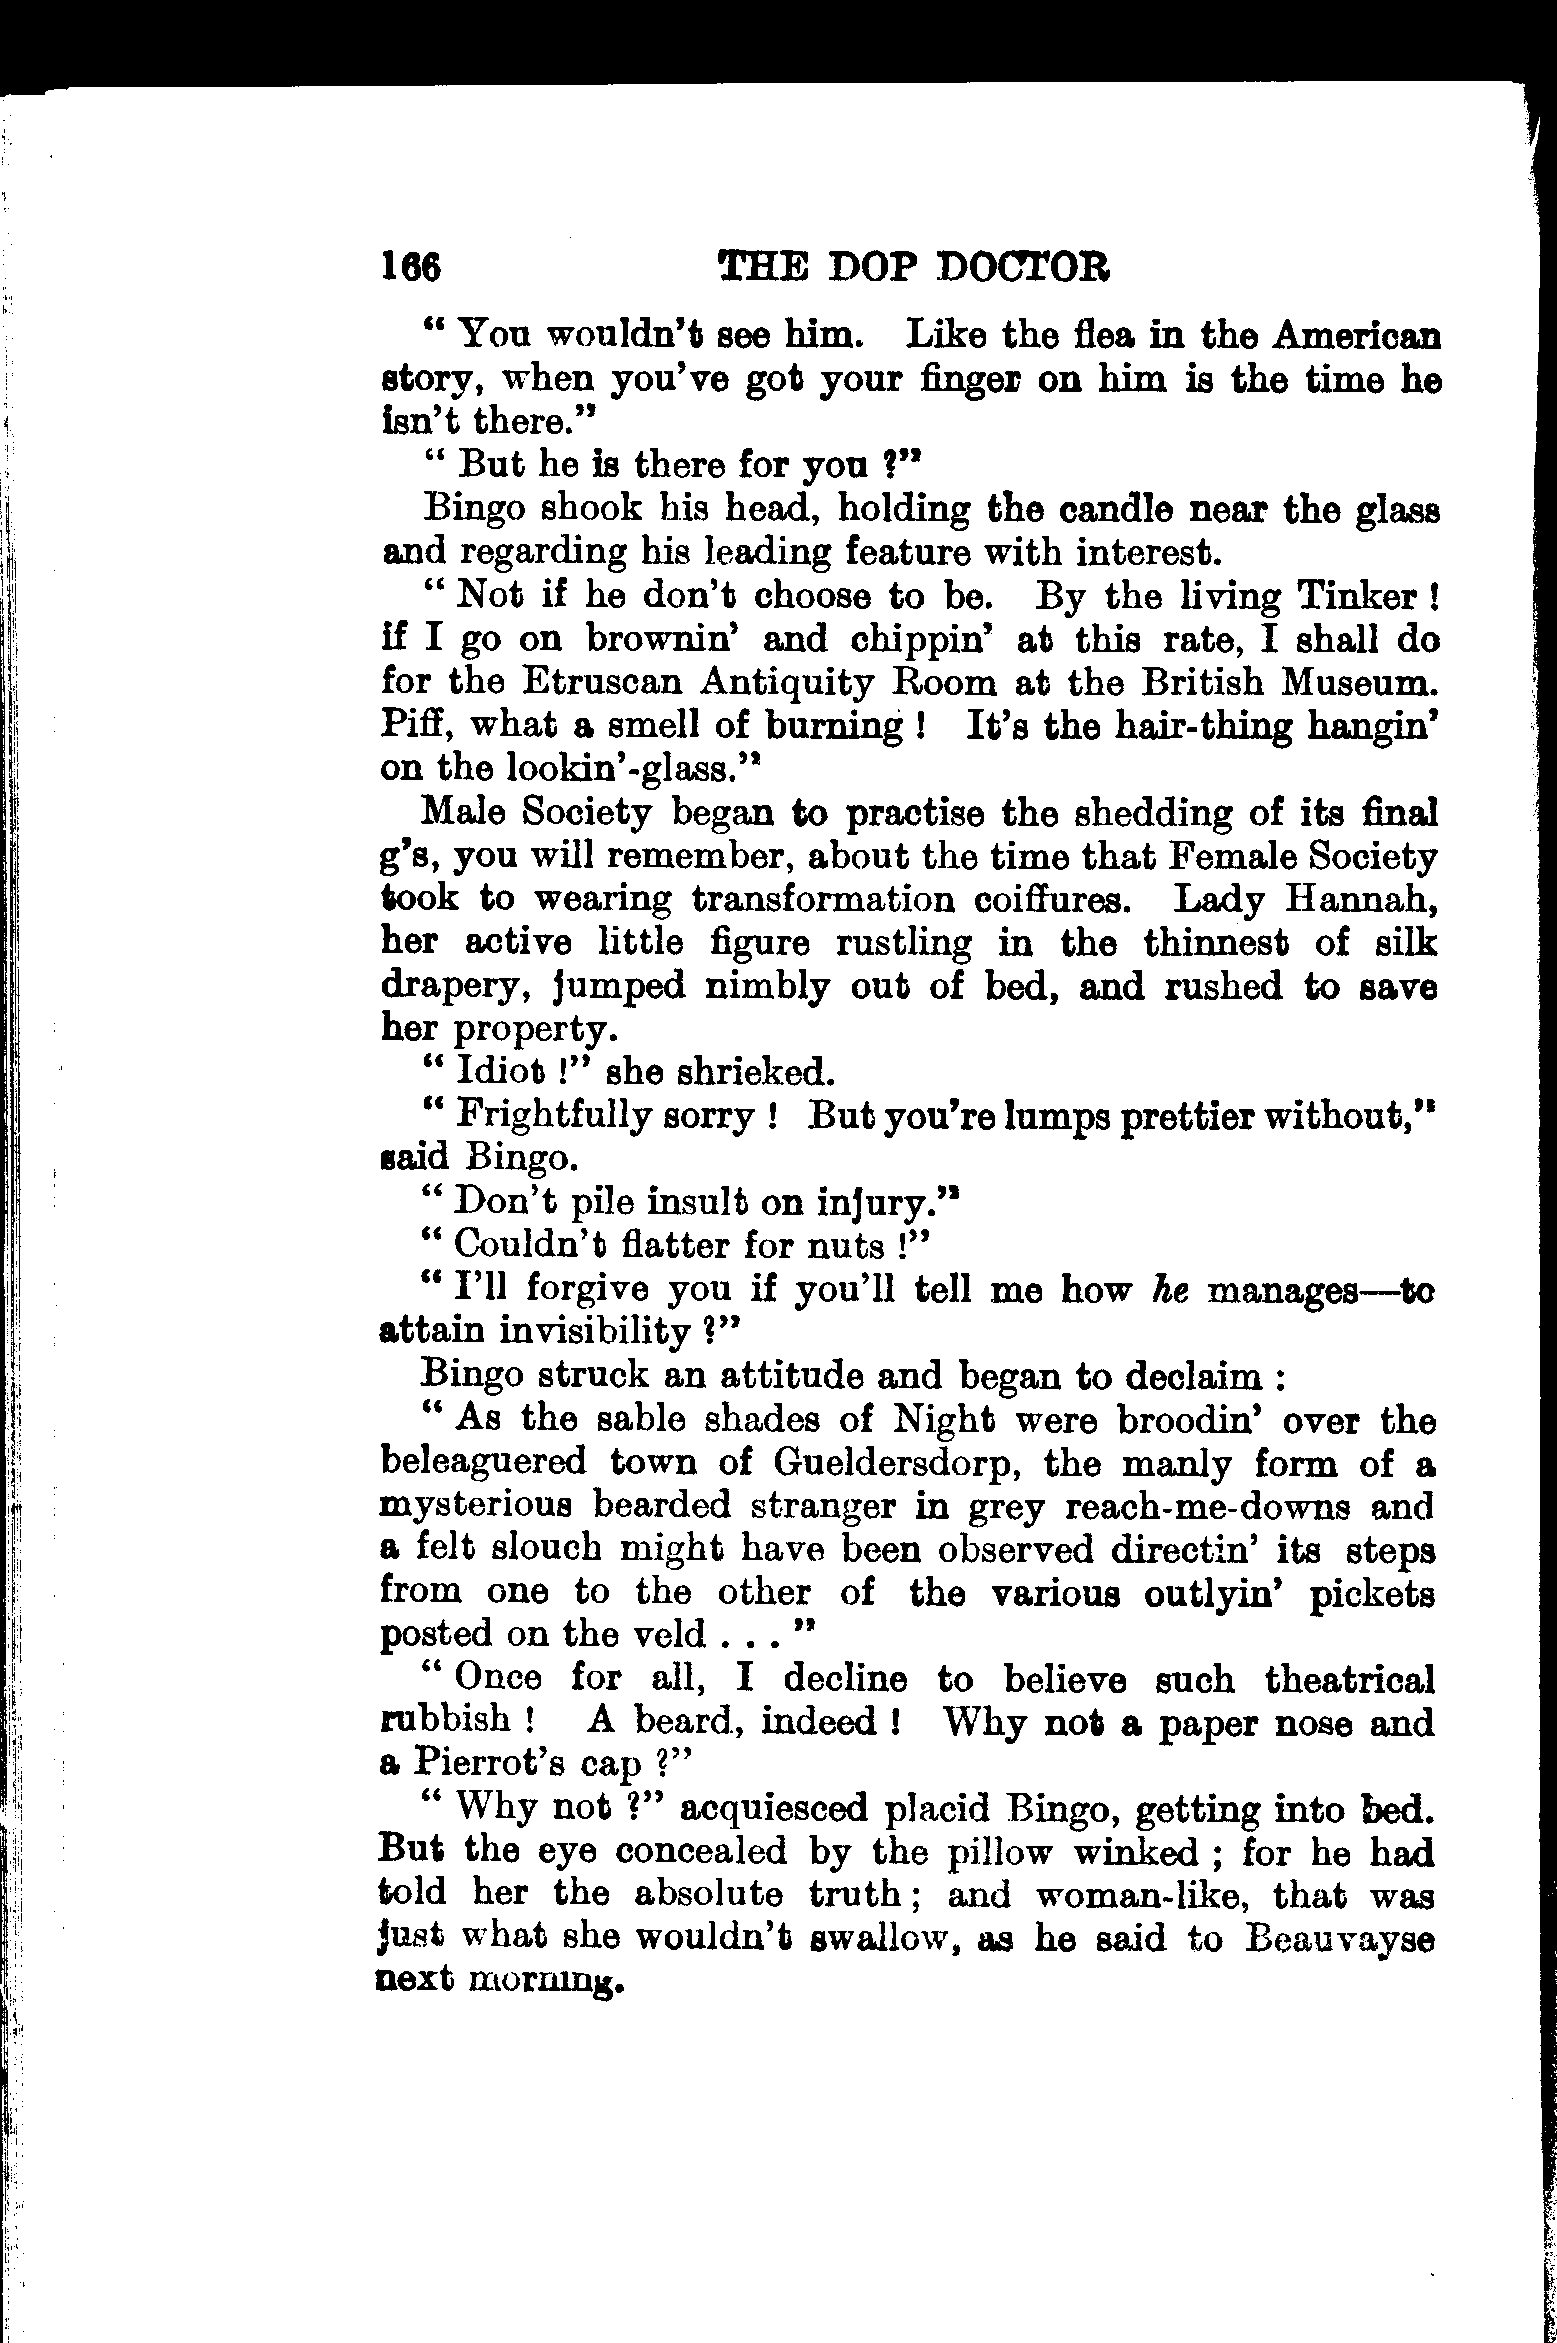 166 THE DOP DOCTOR
“ You wouldn’t see him. Like the flea in the American
story, when you’ve got your finger on him is the time he
isn’t there.”
“ But he is there for you ?”
Bingo shook his head, holding the candle near the glass
and regarding his leading feature with interest.
“ Not if he don’t choose to be. By the living Tinker !
if I go on brownin’ and chippin’ at this rate, I shall do
for the Etruscan Antiquity Room at the British Museum.
Piff, what a smell of burning ! It’s the hair-thing hangin’
on the lookin’-glass.”
Male Society began to practise the shedding of its final
g’s, you will remember, about the time that Female Society
took to wearing transformation coiffures. Lady Hannah,
her active little figure rustling in the thinnest of silk
drapery, jumped nimbly out of bed, and rushed to save
her property.
“ Idiot !” she shrieked.
“ Frightfully sorry ! But you’re lumps prettier without,”
said Bingo.
“ Don’t pile insult on injury.”
“ Couldn’t flatter for nuts !”
“ I’ll forgive you if you’ll tell me how he manages—to
attain invisibility ?”
Bingo struck an attitude and began to declaim :
“ As the sable shades of Night were broodin’ over the
beleaguered town of Gueldersdorp, the manly form of a
mysterious bearded stranger in grey reach-me-downs and
a felt slouch might have been observed directin’ its steps
from one to the other of the various outlyin’ pickets
posted on the veld . . . ”
“ Once for all, I decline to believe such theatrical
rubbish ! A beard, indeed ! Why not a paper nose and
a Pierrot’s cap ?”
“ Why not ?” acquiesced placid Bingo, getting into bed.
But the eye concealed by the pillow winked ; for he had
told her the absolute truth ; and woman-like, that was
just what she wouldn’t swallow, as he said to Beauvayse
next morning.